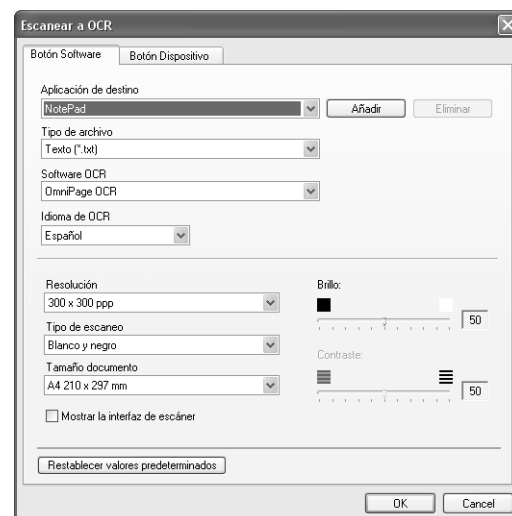 Escanear a OCR
Botón Software Botón Dispositivo
Aplicación de destino
NotePad Añadir Eliminar
Tipo de archivo
Texto (*.txt)
Software OCR
OmniPage OCR
Idioma de OCR
Español
Resolución Brillo:
300 x 300 ppp
50
Tipo de escaneo
Blanco y negro
Contraste:
Tamaño documento
A4 210 x 297 mm
50
Mostrar la interfaz de escáner
Restablecer valores predeterminados
OK Cancel